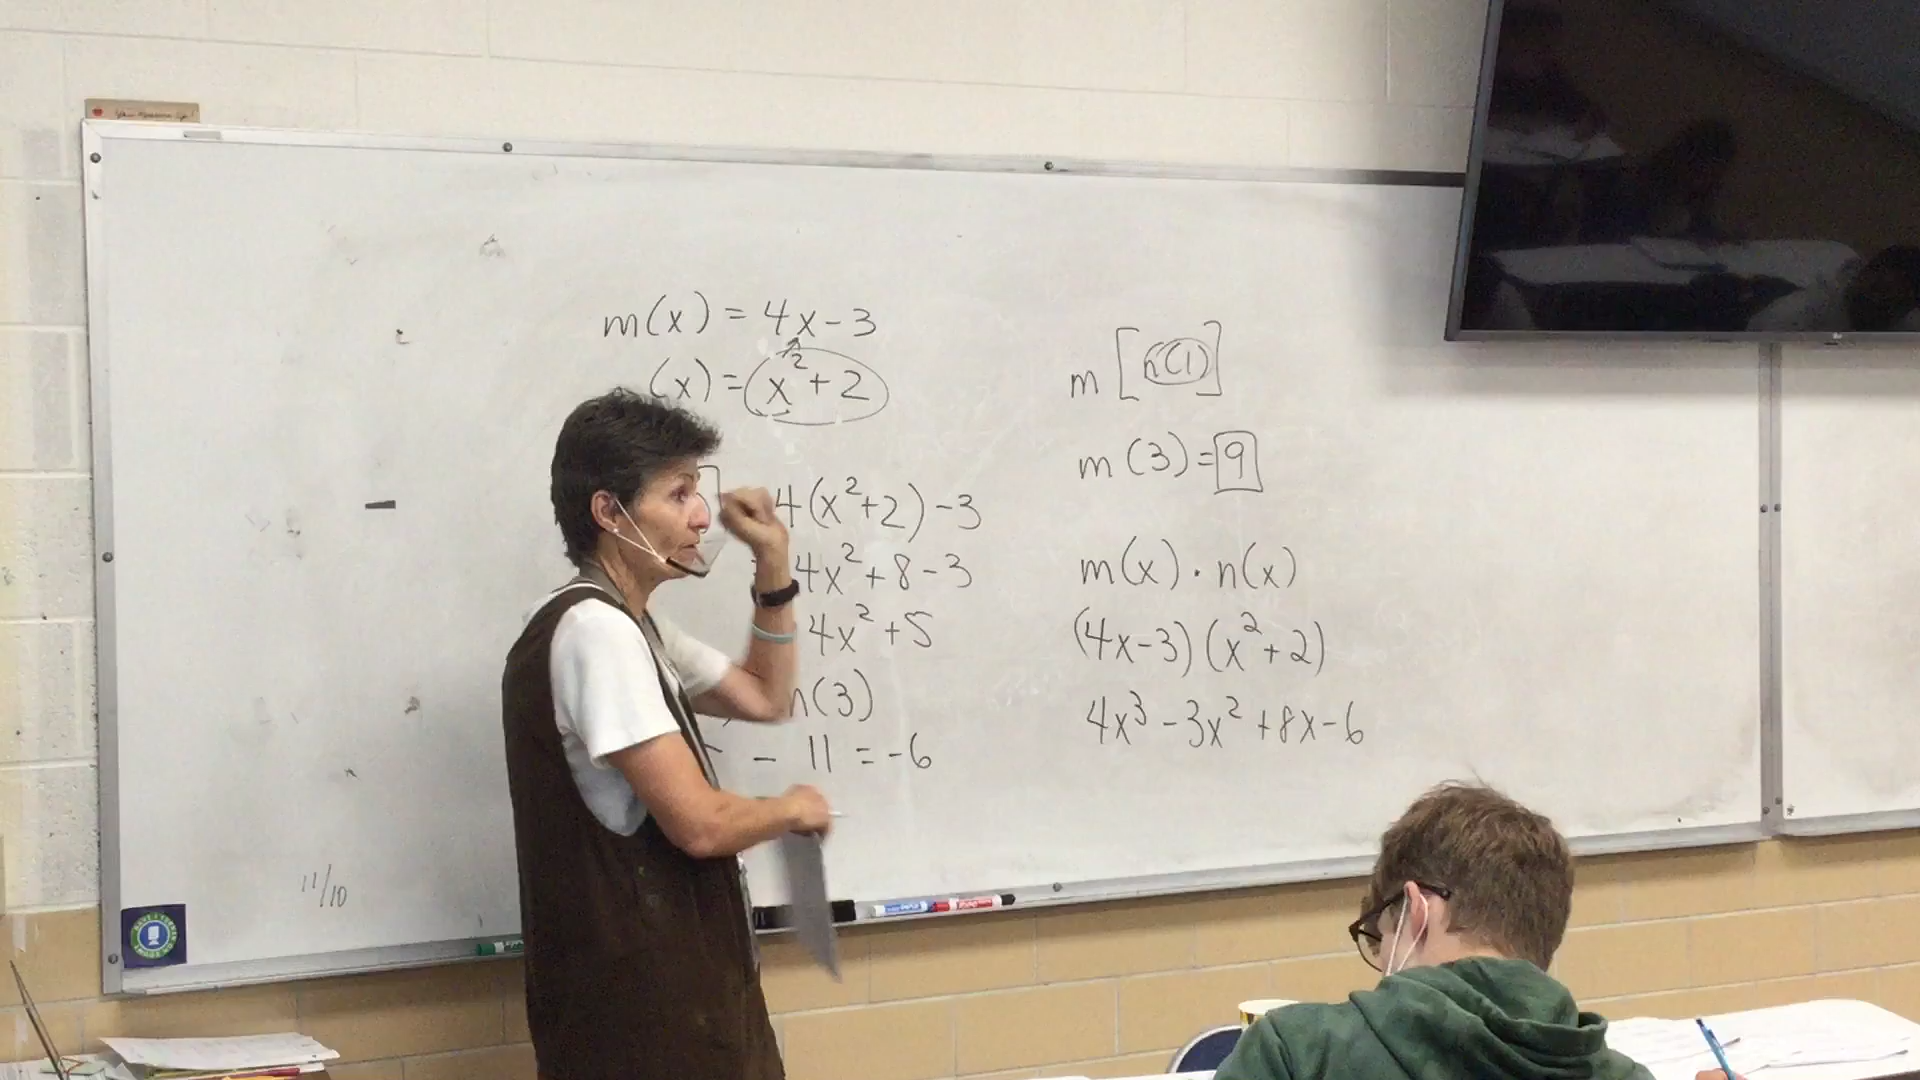 m(x) = 4x-3
(x) = x² + 2
4(x²+2) -3
4x² + 8 - 3
4x² + 5
n(3)
- 11 = -6
m [n(1)]
m (3) = 9
m(x) · n(x)
(4x-3)(x²+2)
4x³ - 3x² + 8x - 6
11/10